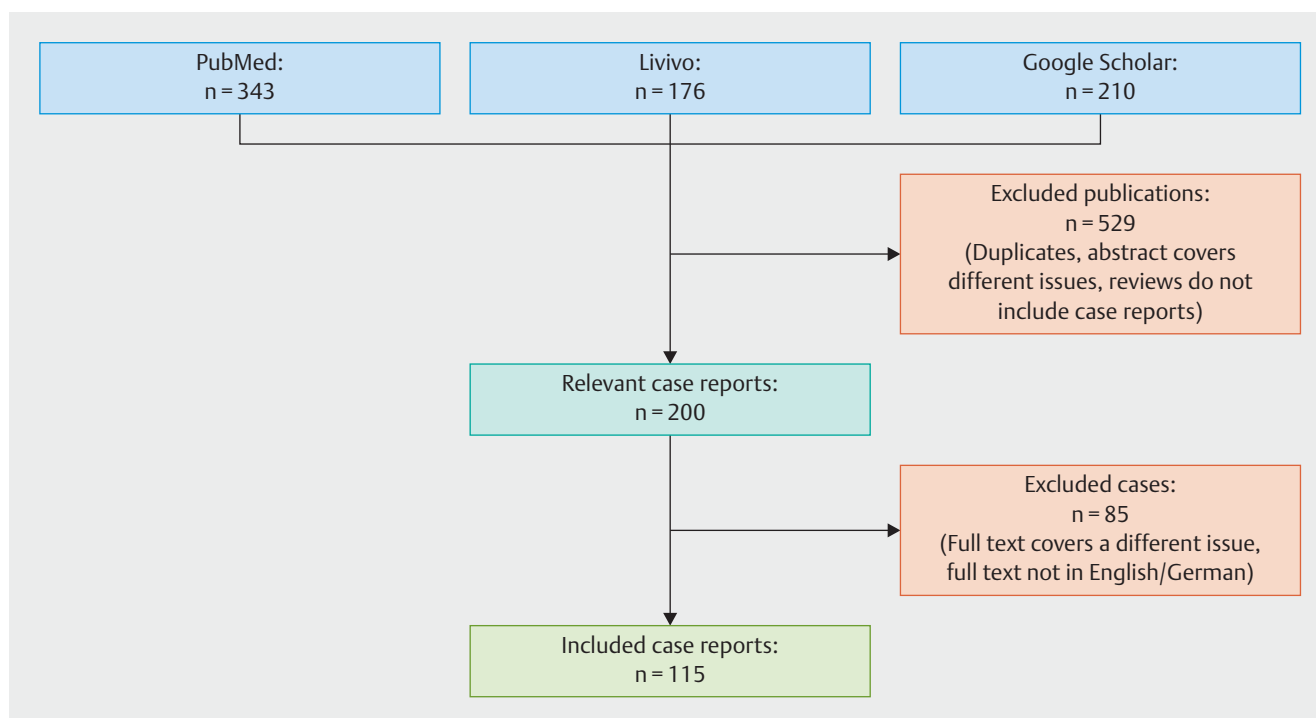 PubMed:
n = 343
Livivo:
n = 176
Google Scholar:
n = 210
Excluded publications:
n = 529
(Duplicates, abstract covers
different issues, reviews do not
include case reports)
Relevant case reports:
n = 200
Excluded cases:
n = 85
(Full text covers a different issue,
full text not in English/German)
Included case reports:
n = 115